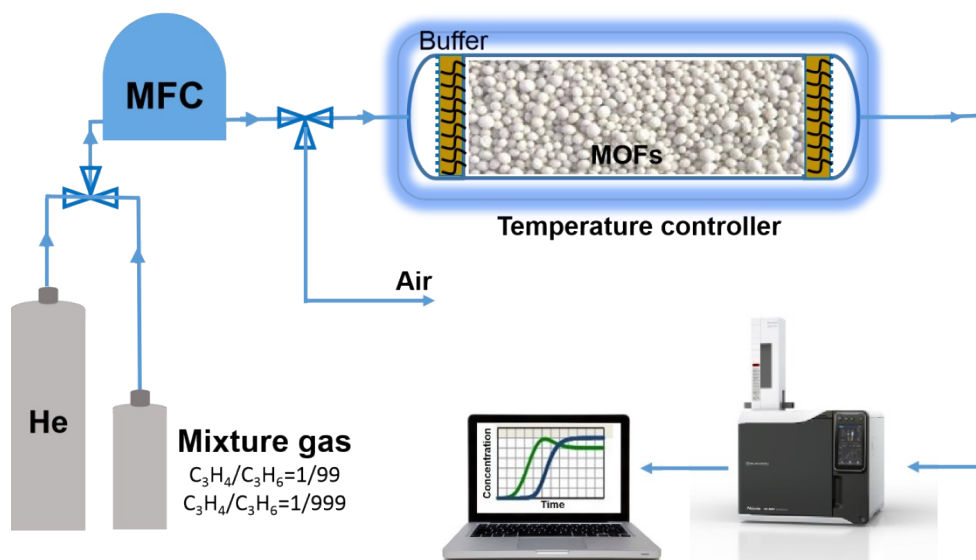 MFC
Buffer
MOFs
Temperature controller
Air
He
Mixture gas
C₃H₄/C₃H₆=1/99
C₃H₄/C₃H₆=1/999
Concentration
Time